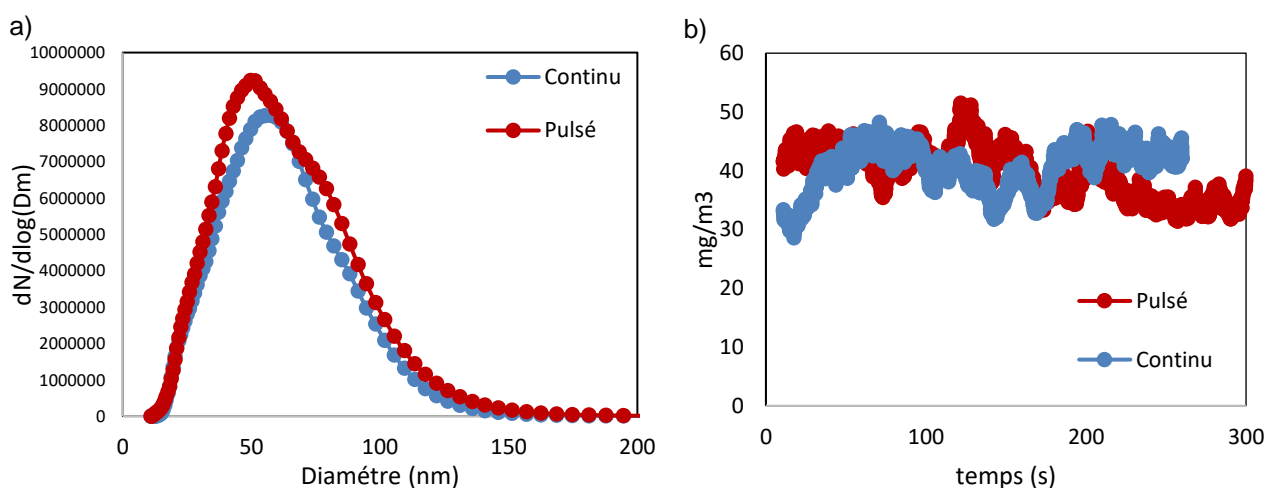 a)
10000000
9000000
8000000
7000000
6000000
5000000
4000000
3000000
2000000
1000000
0
dN/dlog(Dm)
Continu
Pulsé
0 50 100 150 200
Diamétre (nm)
b)
60
50
40
30
20
10
0
mg/m3
Pulsé
Continu
0 100 200 300
temps (s)